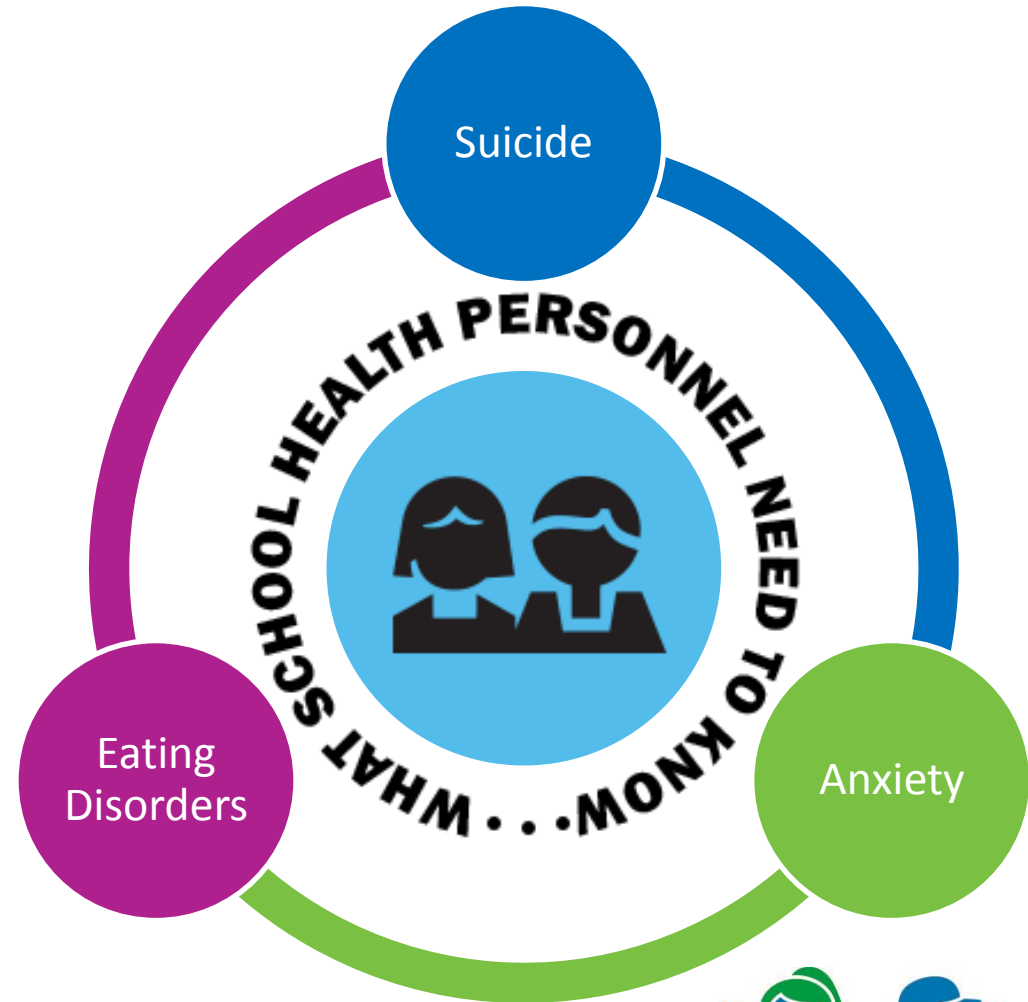 Suicide
WHAT SCHOOL HEALTH PERSONNEL NEED TO KNOW...
Eating
Disorders
Anxiety